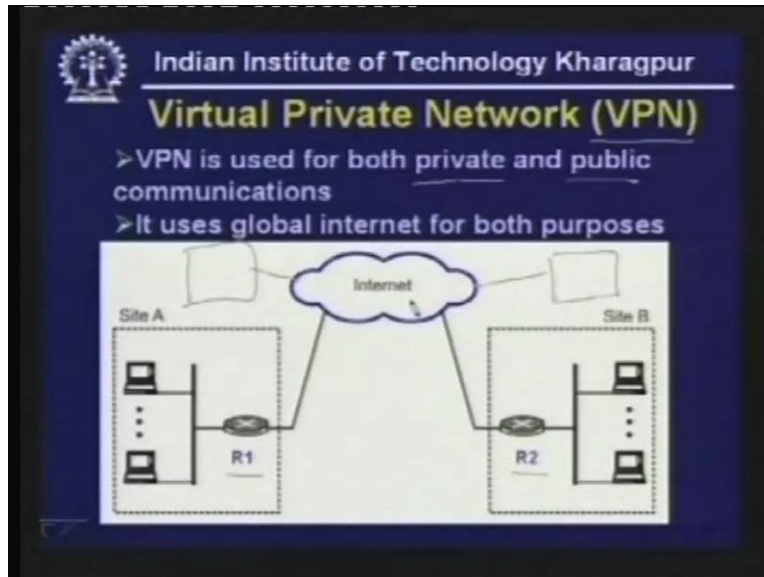 Indian Institute of Technology Kharagpur
Virtual Private Network (VPN)
➢VPN is used for both private and public
communications
➢It uses global internet for both purposes
Internet
Site A
Site B
R1
R2